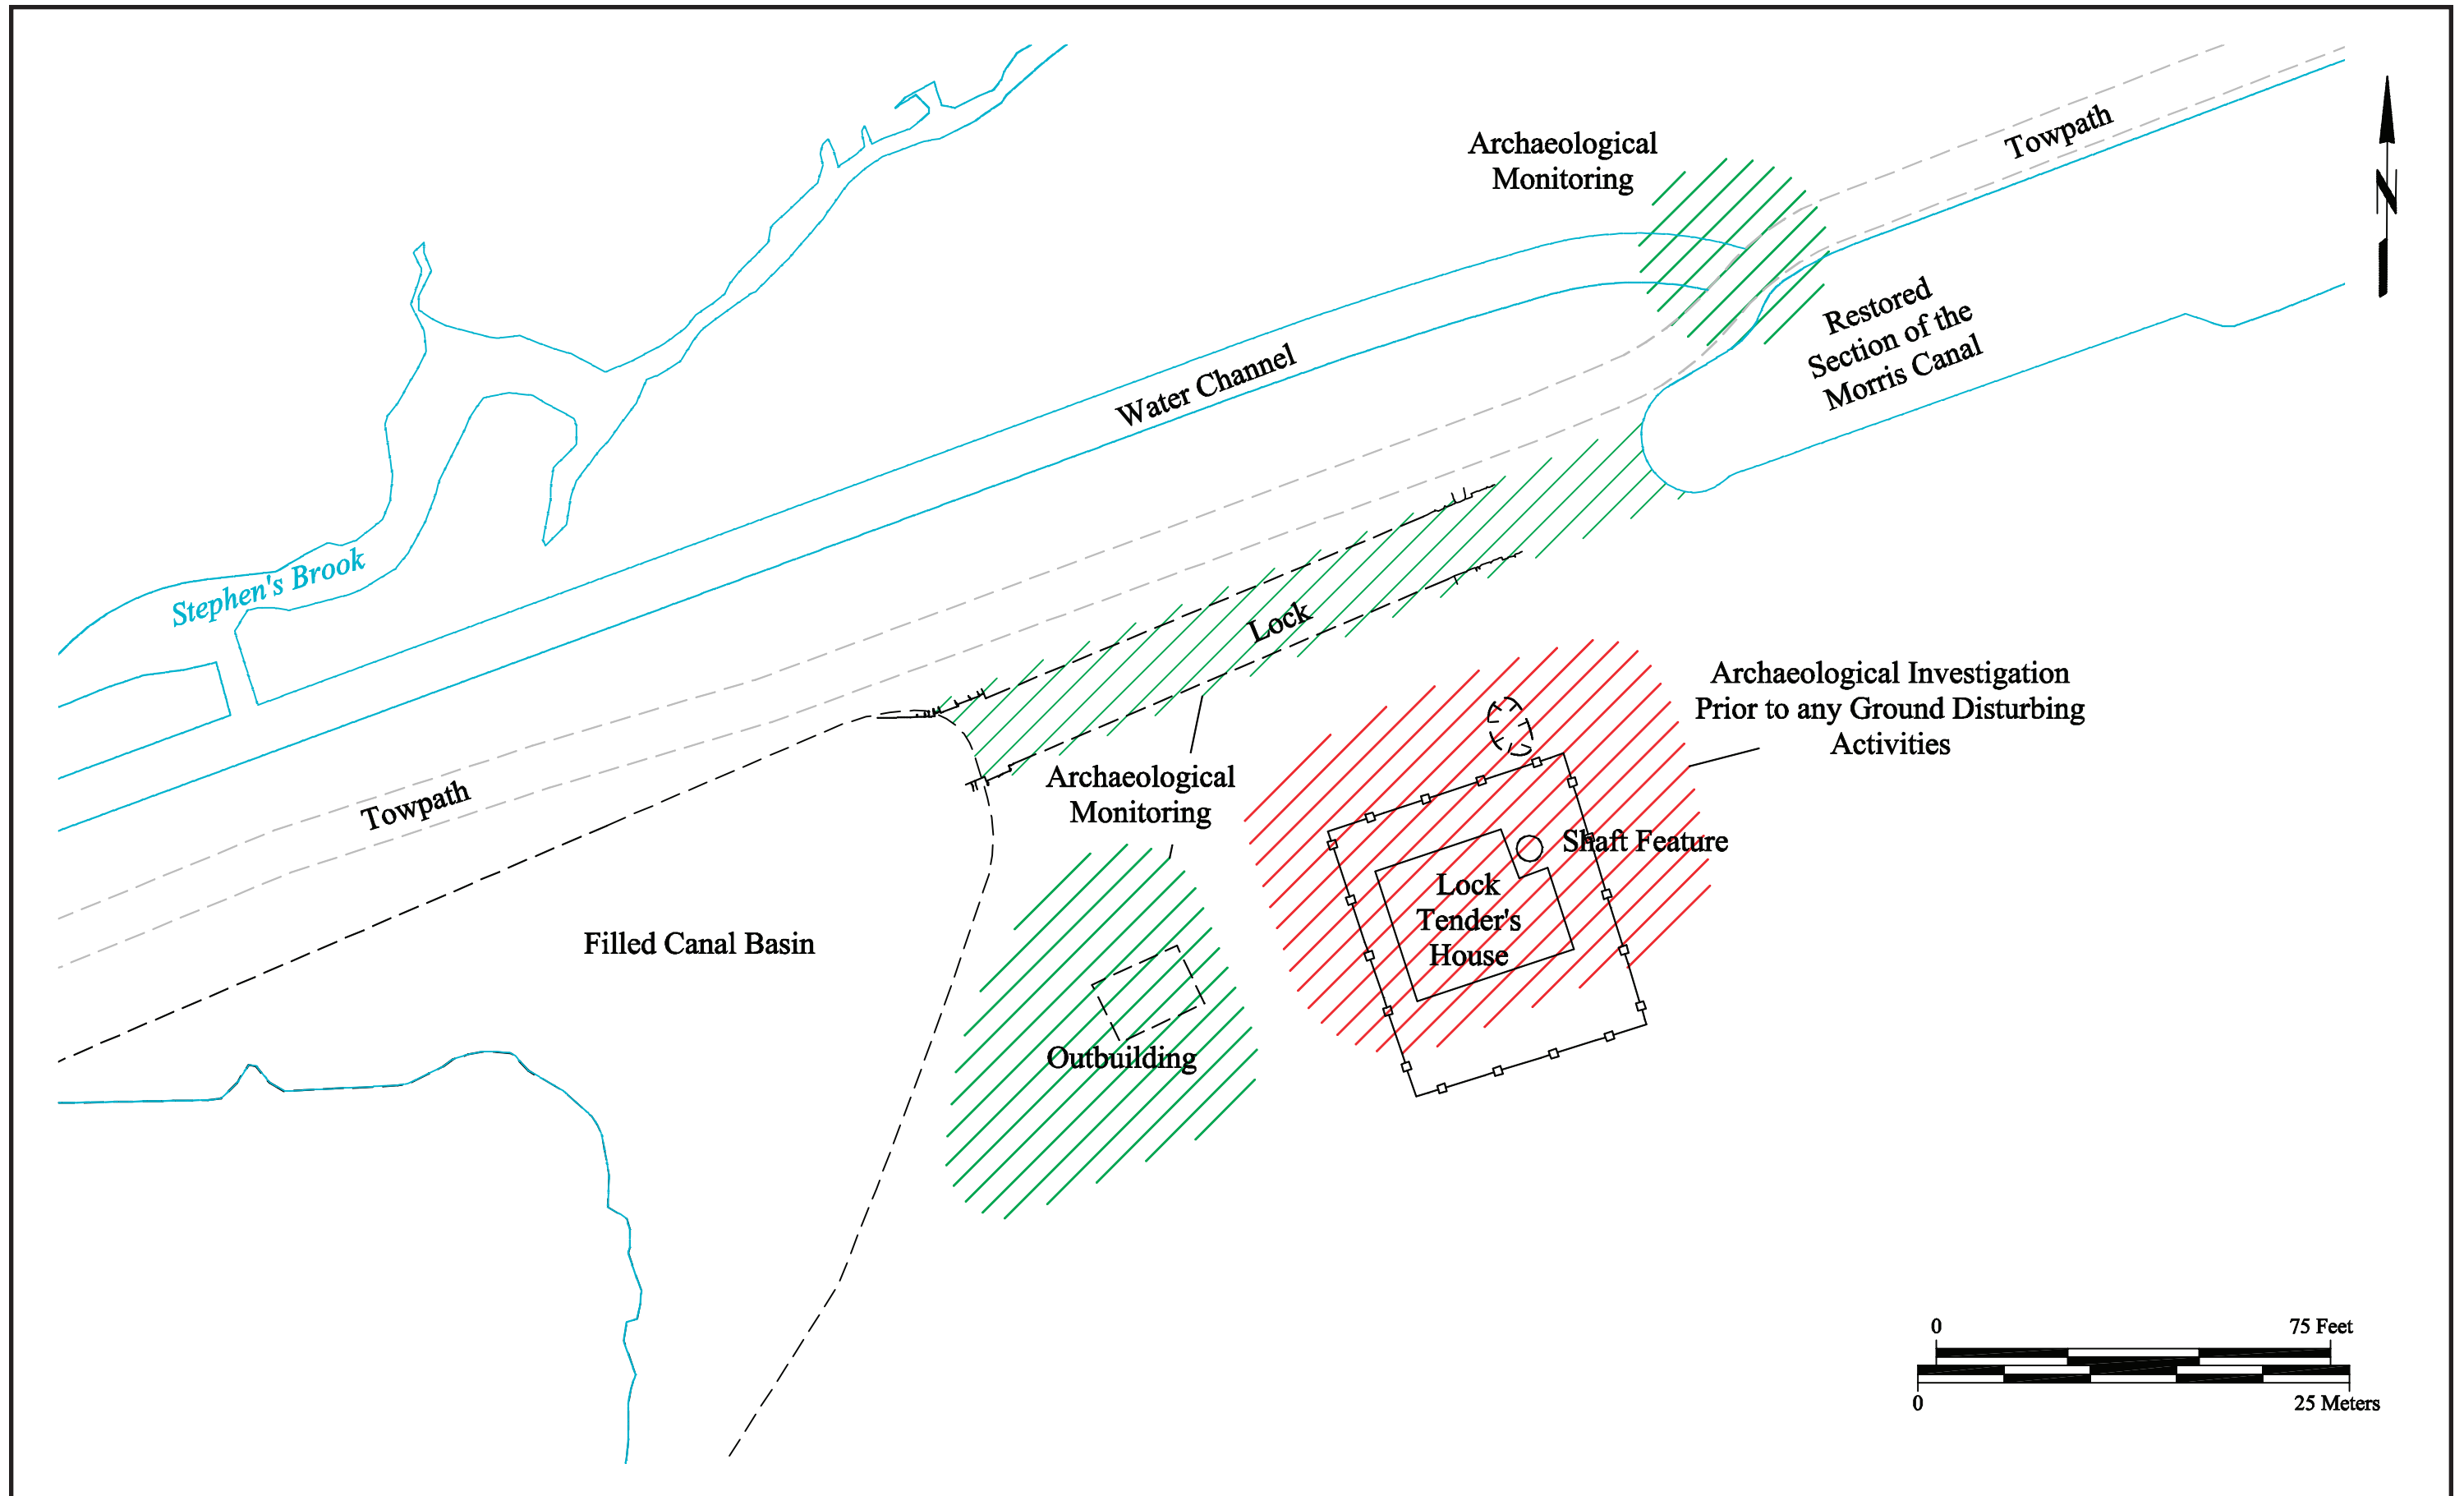 Archaeological
Monitoring
Towpath
N
Restored
Section of the
Morris Canal
Water Channel
Stephen's Brook
Lock
Archaeological Investigation
Prior to any Ground Disturbing
Activities
Archaeological
Monitoring
Towpath
Shaft Feature
Lock
Tender's
House
Filled Canal Basin
Outbuilding
0 75 Feet
0 25 Meters